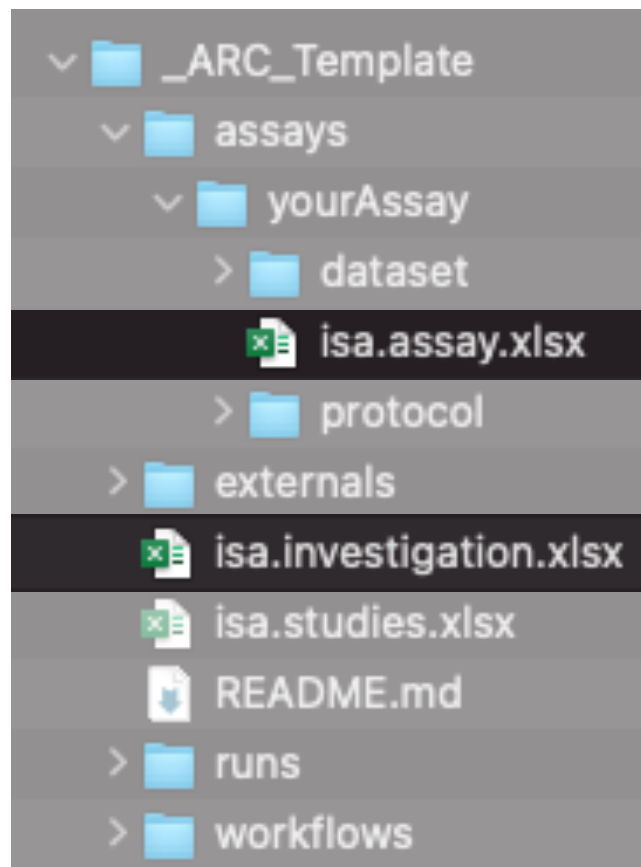 _ARC_Template
assays
yourAssay
dataset
isa.assay.xlsx
protocol
externals
isa.investigation.xlsx
isa.studies.xlsx
README.md
runs
workflows